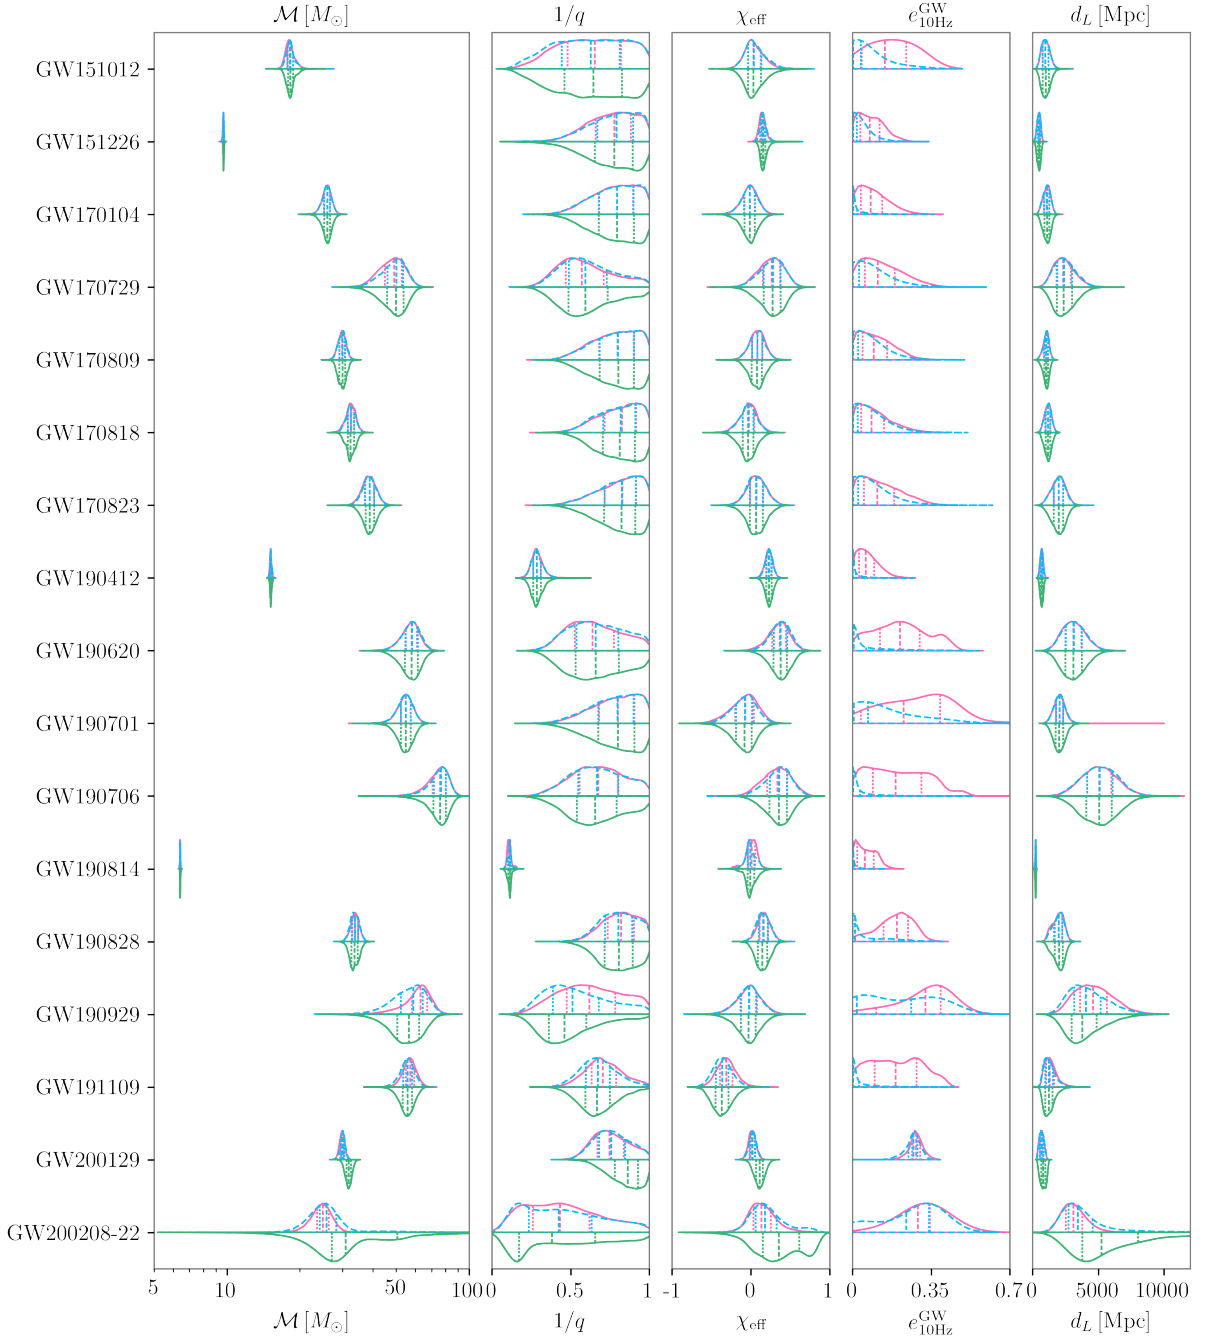 ℳ [M⊙] 1/q χeff e^GW_10Hz d_L [Mpc]
GW151012
GW151226
GW170104
GW170729
GW170809
GW170818
GW170823
GW190412
GW190620
GW190701
GW190706
GW190814
GW190828
GW190929
GW191109
GW200129
GW200208-22
5 10 50 100 0 0.5 1 -1 0 1 0 0.35 0.7 0 5000 10000
ℳ [M⊙] 1/q χeff e^GW_10Hz d_L [Mpc]